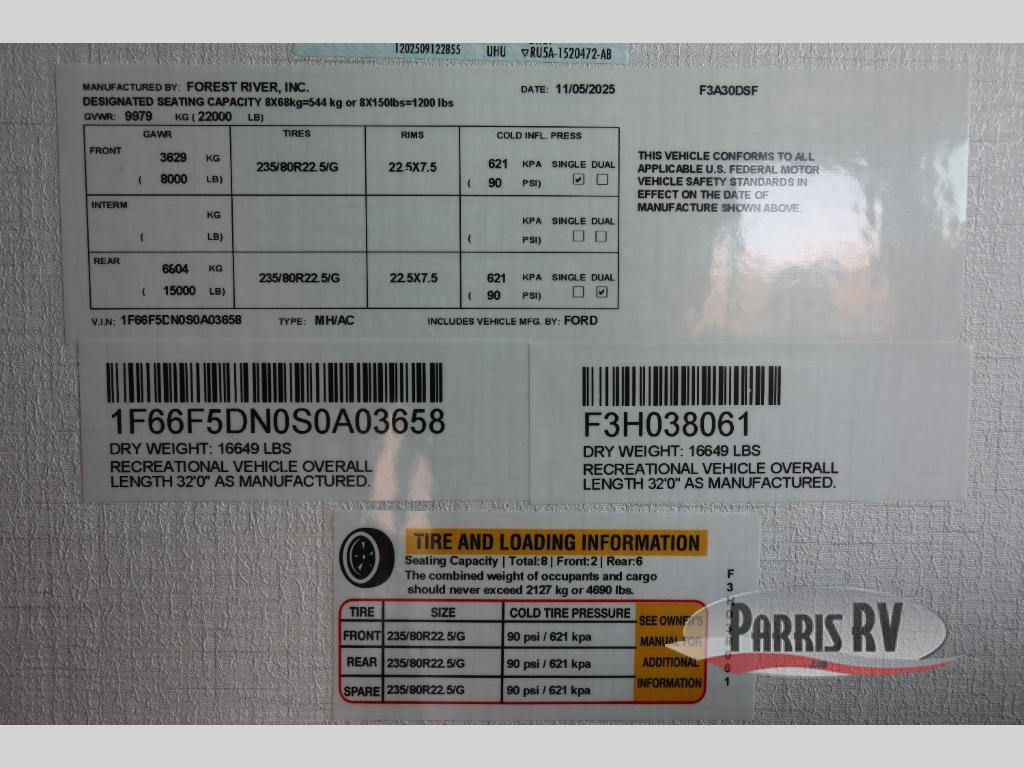 1202509122855 UHU ▽RU5A-1520472-AB
MANUFACTURED BY: FOREST RIVER, INC. DATE: 11/05/2025 F3A30DSF
DESIGNATED SEATING CAPACITY 8X68kg=544 kg or 8X150lbs=1200 lbs
GVWR: 9979 KG ( 22000 LB)
GAWR TIRES RIMS COLD INFL. PRESS
FRONT 3629 KG 235/80R22.5/G 22.5X7.5 621 KPA SINGLE DUAL
( 8000 LB) ( 90 PSI)
INTERM KG KPA SINGLE DUAL
( LB) ( PSI)
REAR 6804 KG 235/80R22.5/G 22.5X7.5 621 KPA SINGLE DUAL
( 15000 LB) ( 90 PSI)
THIS VEHICLE CONFORMS TO ALL
APPLICABLE U.S. FEDERAL MOTOR
VEHICLE SAFETY STANDARDS IN
EFFECT ON THE DATE OF
MANUFACTURE SHOWN ABOVE.
V.I.N: 1F66F5DN0S0A03658 TYPE: MH/AC INCLUDES VEHICLE MFG. BY: FORD
1F66F5DN0S0A03658
DRY WEIGHT: 16649 LBS
RECREATIONAL VEHICLE OVERALL
LENGTH 32'0" AS MANUFACTURED.
F3H038061
DRY WEIGHT: 16649 LBS
RECREATIONAL VEHICLE OVERALL
LENGTH 32'0" AS MANUFACTURED.
TIRE AND LOADING INFORMATION
Seating Capacity | Total:8 | Front:2 | Rear:6
The combined weight of occupants and cargo
should never exceed 2127 kg or 4690 lbs.
TIRE SIZE COLD TIRE PRESSURE
FRONT 235/80R22.5/G 90 psi / 621 kpa
REAR 235/80R22.5/G 90 psi / 621 kpa
SPARE 235/80R22.5/G 90 psi / 621 kpa
SEE OWNER'S
MANUAL FOR
ADDITIONAL
INFORMATION
F3H038061
PARRIS RV
.com